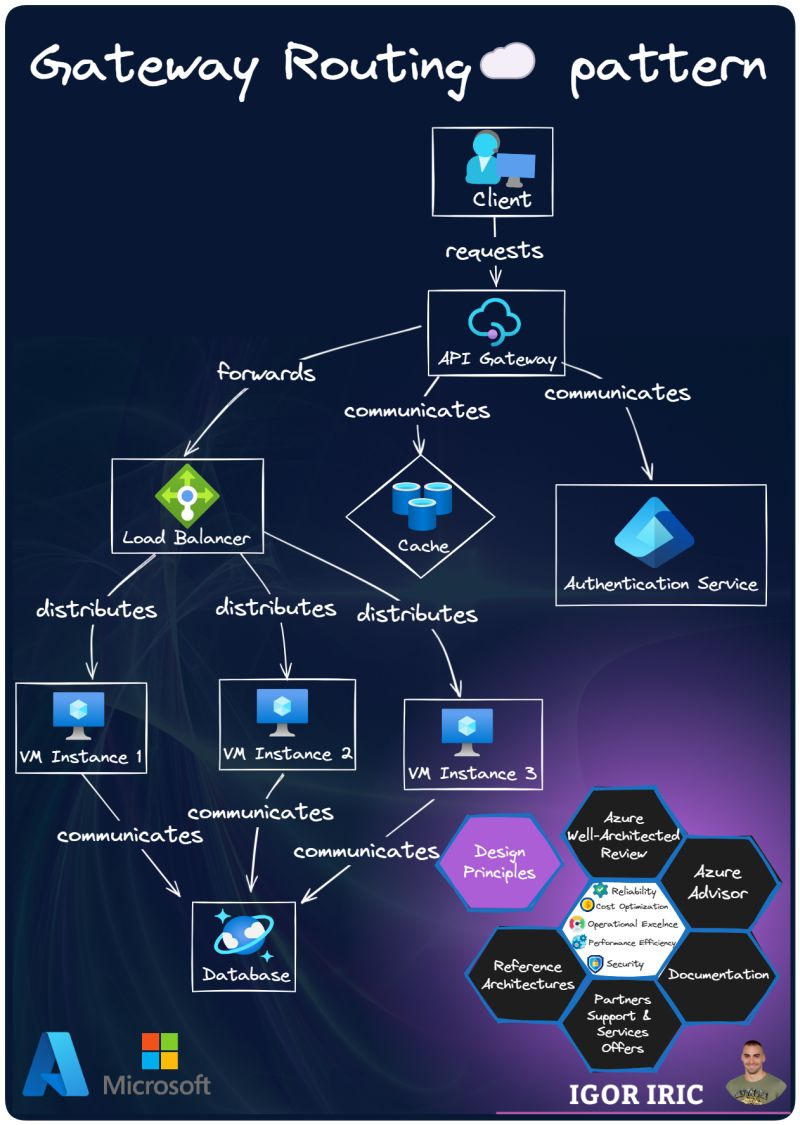 Gateway Routing pattern
Client
requests
API Gateway
forwards
communicates
communicates
Load Balancer
Cache
Authentication Service
distributes
distributes
distributes
VM Instance 1
VM Instance 2
VM Instance 3
communicates
communicates
communicates
Database
Design
Principles
Azure
Well-Architected
Review
Azure
Advisor
Reliability
Cost Optimization
Operational Excelnce
Performance Efficiency
Security
Reference
Architectures
Documentation
Partners
Support &
Services
Offers
Microsoft
IGOR IRIC